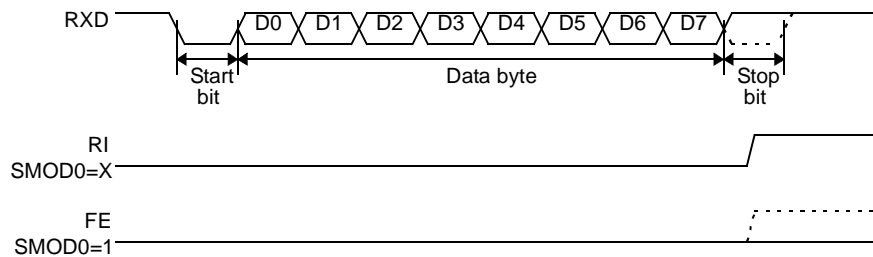 RXD D0 D1 D2 D3 D4 D5 D6 D7
Start bit
Data byte
Stop bit
RI
SMOD0=X
FE
SMOD0=1